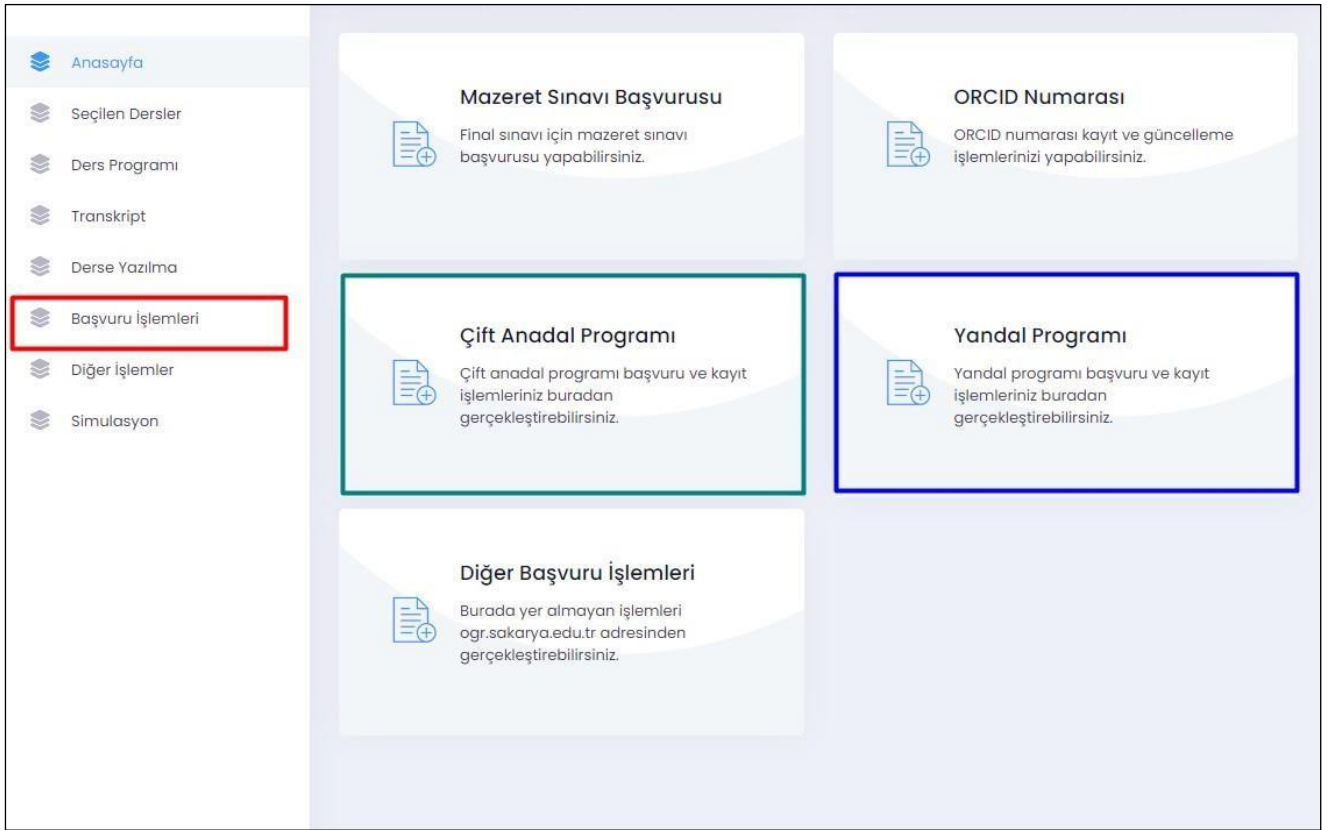 Anasayfa
Seçilen Dersler
Ders Programı
Transkript
Derse Yazılma
Başvuru İşlemleri
Diğer İşlemler
Simulasyon
Mazeret Sınavı Başvurusu
Final sınavı için mazeret sınavı
başvurusu yapabilirsiniz.
ORCID Numarası
ORCID numarası kayıt ve güncelleme
işlemlerinizi yapabilirsiniz.
Çift Anadal Programı
Çift anadal programı başvuru ve kayıt
işlemleriniz buradan
gerçekleştirebilirsiniz.
Yandal Programı
Yandal programı başvuru ve kayıt
işlemleriniz buradan
gerçekleştirebilirsiniz.
Diğer Başvuru İşlemleri
Burada yer almayan işlemleri
ogr.sakarya.edu.tr adresinden
gerçekleştirebilirsiniz.